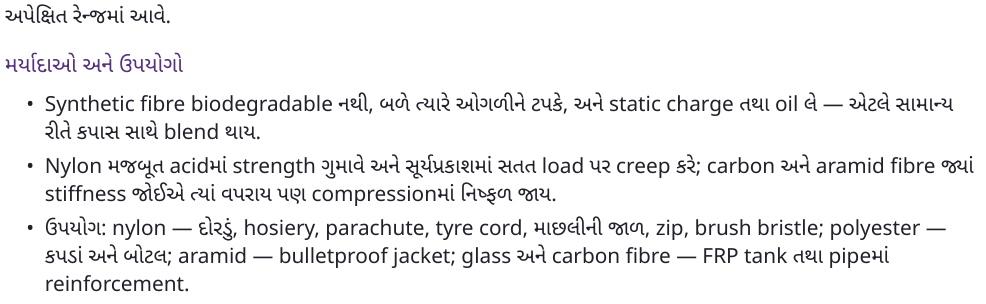 અપેક્ષિત રેન્જમાં આવે.
મર્યાદાઓ અને ઉપયોગો
• Synthetic fibre biodegradable નથી, બળે ત્યારે ઓગળીને ટપકે, અને static charge તથા oil લે — એટલે સામાન્ય
રીતે કપાસ સાથે blend થાય.
• Nylon મજબૂત acidમાં strength ગુમાવે અને સૂર્યપ્રકાશમાં સતત load પર creep કરે; carbon અને aramid fibre જ્યાં
stiffness જોઈએ ત્યાં વપરાય પણ compressionમાં નિષ્ફળ જાય.
• ઉપયોગ: nylon — દોરડું, hosiery, parachute, tyre cord, માછલીની જાળ, zip, brush bristle; polyester —
કપડાં અને બોટલ; aramid — bulletproof jacket; glass અને carbon fibre — FRP tank તથા pipeમાં
reinforcement.